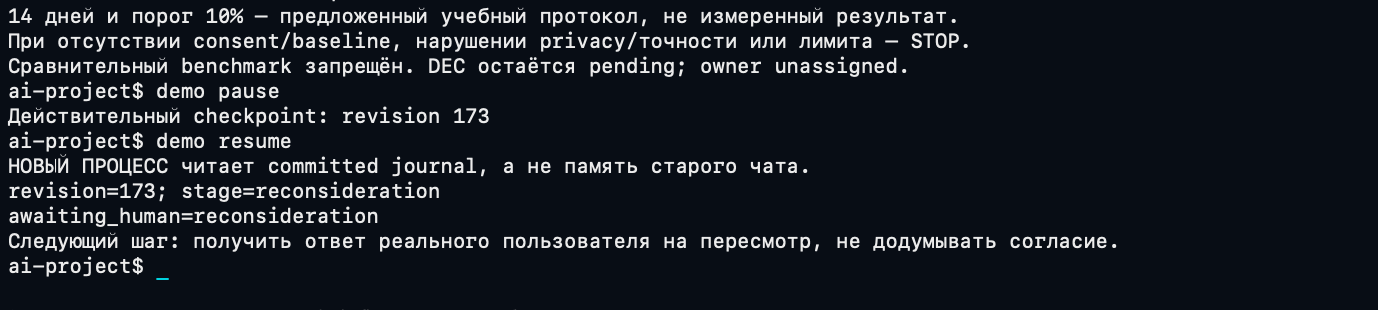 14 дней и порог 10% — предложенный учебный протокол, не измеренный результат.
При отсутствии consent/baseline, нарушении privacy/точности или лимита — STOP.
Сравнительный benchmark запрещён. DEC остаётся pending; owner unassigned.
ai-project$ demo pause
Действительный checkpoint: revision 173
ai-project$ demo resume
НОВЫЙ ПРОЦЕСС читает committed journal, а не память старого чата.
revision=173; stage=reconsideration
awaiting_human=reconsideration
Следующий шаг: получить ответ реального пользователя на пересмотр, не додумывать согласие.
ai-project$ _